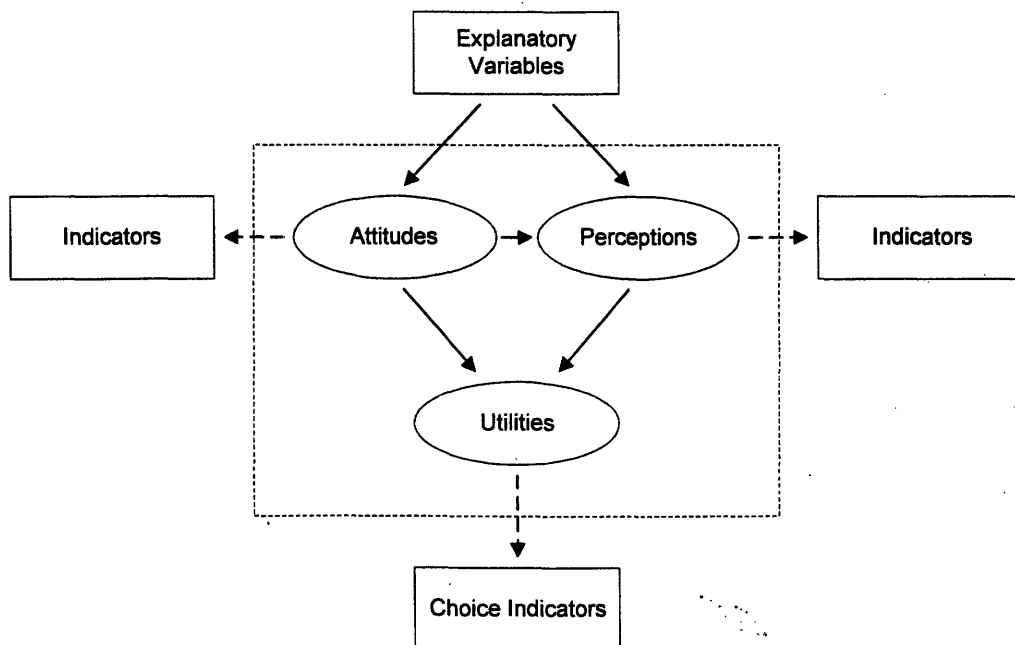 Explanatory
Variables
Indicators
Attitudes
Perceptions
Indicators
Utilities
Choice Indicators